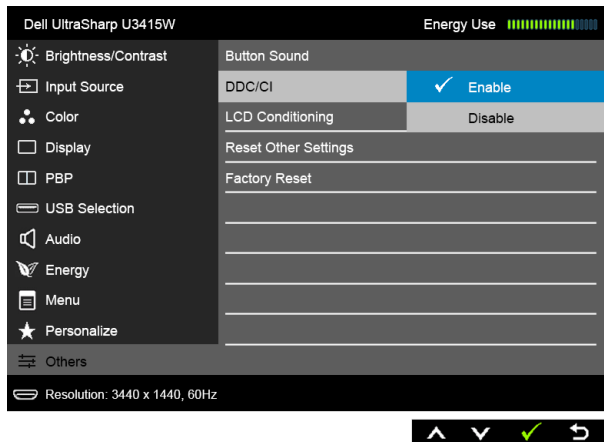 Dell UltraSharp U3415W
Energy Use
Brightness/Contrast
Button Sound
Input Source
DDC/CI
Enable
Color
LCD Conditioning
Disable
Display
Reset Other Settings
PBP
Factory Reset
USB Selection
Audio
Energy
Menu
Personalize
Others
Resolution: 3440 x 1440, 60Hz